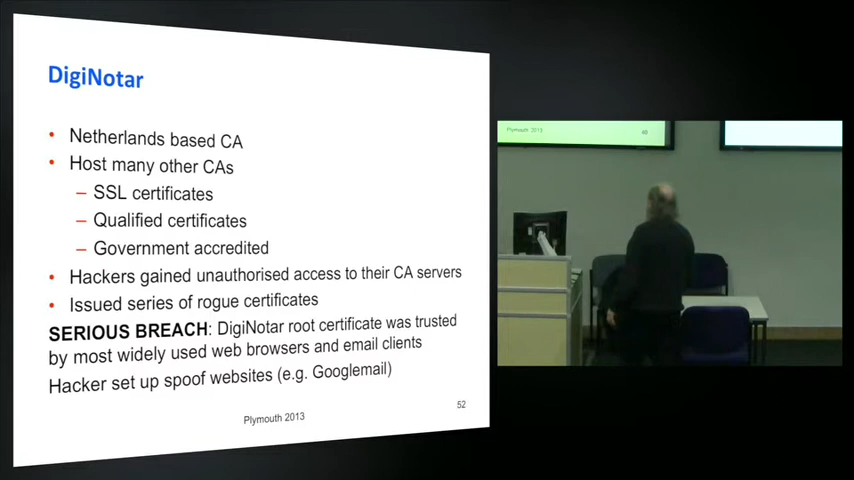 DigiNotar
• Netherlands based CA
• Host many other CAs
– SSL certificates
– Qualified certificates
– Government accredited
• Hackers gained unauthorised access to their CA servers
• Issued series of rogue certificates
SERIOUS BREACH: DigiNotar root certificate was trusted
by most widely used web browsers and email clients
Hacker set up spoof websites (e.g. Googlemail)
Plymouth 2013
52
Plymouth 2013